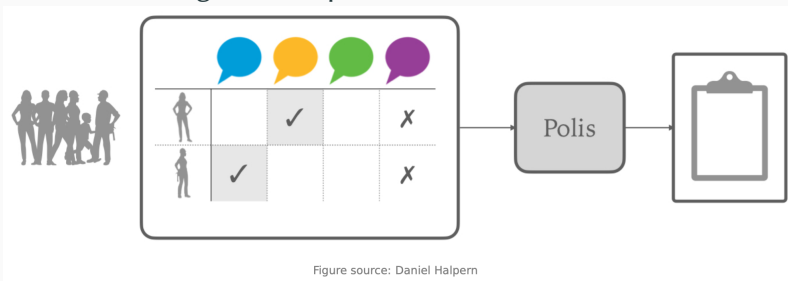 ✓ ✗
✓ ✗
Polis
Figure source: Daniel Halpern